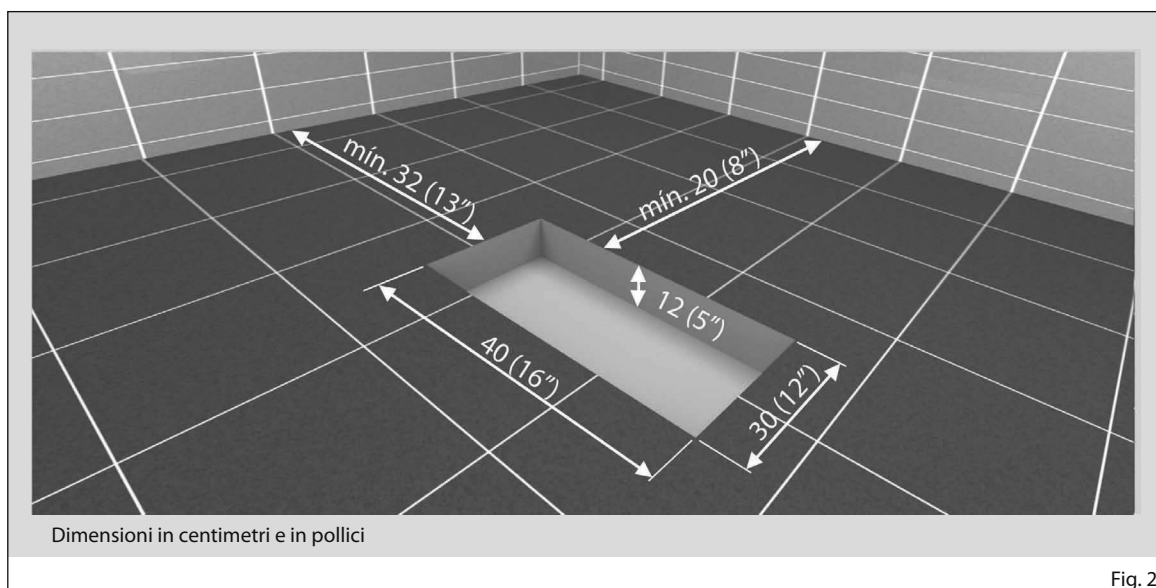 mín. 32 (13”)
mín. 20 (8”)
12 (5”)
40 (16”)
30 (12”)
Dimensioni in centimetri e in pollici
Fig. 2